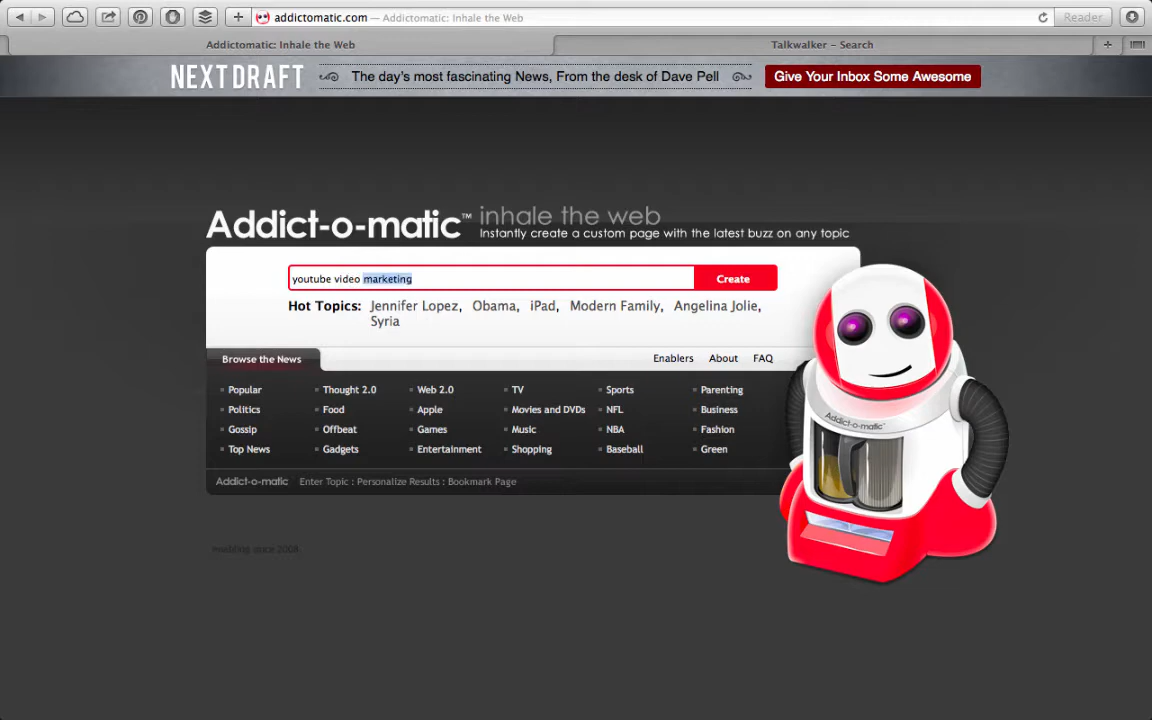 addictomatic.com — Addictomatic: Inhale the Web
Reader
Addictomatic: Inhale the Web
Talkwalker – Search
NEXTDRAFT
The day's most fascinating News, From the desk of Dave Pell
Give Your Inbox Some Awesome
Addict-o-matic™ inhale the web
Instantly create a custom page with the latest buzz on any topic
youtube video marketing
Create
Hot Topics: Jennifer Lopez, Obama, iPad, Modern Family, Angelina Jolie,
Syria
Browse the News
Enablers About FAQ
Popular Thought 2.0 Web 2.0 TV Sports Parenting
Politics Food Apple Movies and DVDs NFL Business
Gossip Offbeat Games Music NBA Fashion
Top News Gadgets Entertainment Shopping Baseball Green
Addict-o-matic Enter Topic : Personalize Results : Bookmark Page
Addict-o-matic™
enabling since 2008